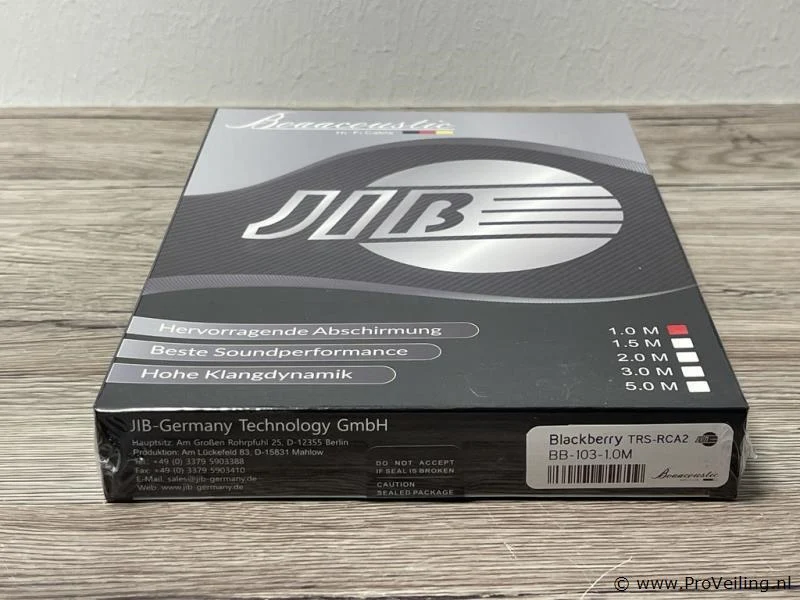 Boaacoustic
Hi-Fi Cable
JIB
Hervorragende Abschirmung
Beste Soundperformance
Hohe Klangdynamik
1.0 M
1.5 M
2.0 M
3.0 M
5.0 M
JIB-Germany Technology GmbH
Hauptsitz: Am Großen Rohrpfuhl 25, D-12355 Berlin
Produktion: Am Lückefeld 83, D-15831 Mahlow
Tel.: +49 (0) 3379 5903388
Fax: +49 (0) 3379 5903410
E-Mail: sales@jib-germany.de
Web: www.jib-germany.de
DO NOT ACCEPT
IF SEAL IS BROKEN
CAUTION
SEALED PACKAGE
Blackberry TRS-RCA2 JIB
BB-103-1.0M
Boaacoustic
© www.ProVeiling.nl